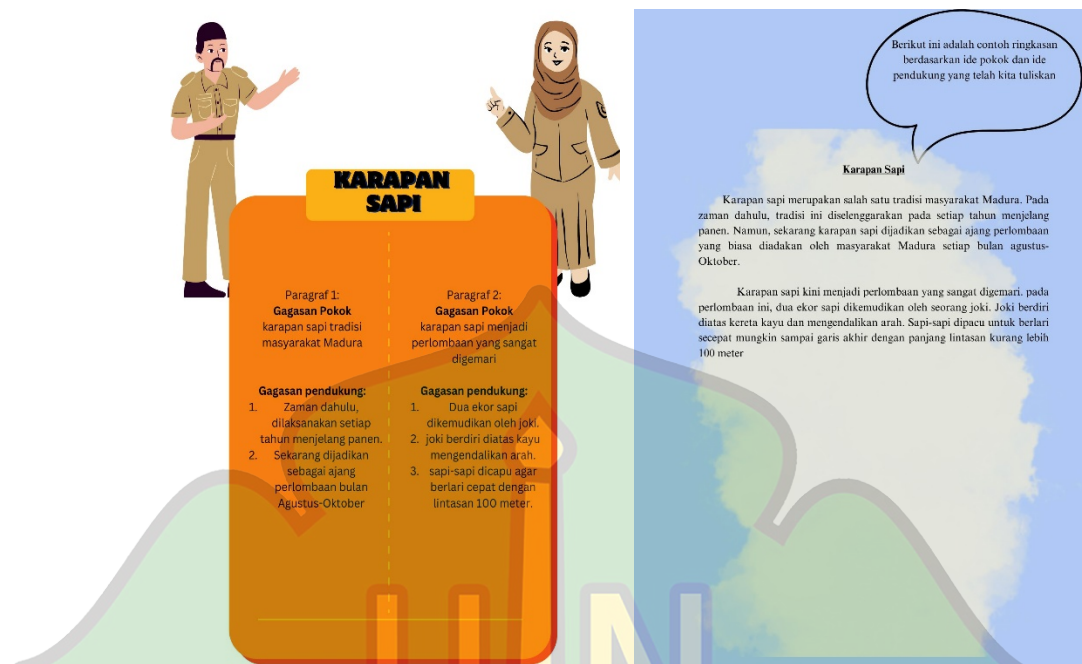 KARAPAN
SAPI
Paragraf 1:
Gagasan Pokok
karapan sapi tradisi
masyarakat Madura
Gagasan pendukung:
1. Zaman dahulu,
dilaksanakan setiap
tahun menjelang panen.
2. Sekarang dijadikan
sebagai ajang
perlombaan bulan
Agustus-Oktober
Paragraf 2:
Gagasan Pokok
karapan sapi menjadi
perlombaan yang sangat
digemari
Gagasan pendukung:
1. Dua ekor sapi
dikemudikan oleh joki.
2. joki berdiri diatas kayu
mengendalikan arah.
3. sapi-sapi dicapu agar
berlari cepat dengan
lintasan 100 meter.
UIN
Berikut ini adalah contoh ringkasan
berdasarkan ide pokok dan ide
pendukung yang telah kita tuliskan
Karapan Sapi
Karapan sapi merupakan salah satu tradisi masyarakat Madura. Pada
zaman dahulu, tradisi ini diselenggarakan pada setiap tahun menjelang
panen. Namun, sekarang karapan sapi dijadikan sebagai ajang perlombaan
yang biasa diadakan oleh masyarakat Madura setiap bulan agustus-
Oktober.
Karapan sapi kini menjadi perlombaan yang sangat digemari. pada
perlombaan ini, dua ekor sapi dikemudikan oleh seorang joki. Joki berdiri
diatas kereta kayu dan mengendalikan arah. Sapi-sapi dipacu untuk berlari
secepat mungkin sampai garis akhir dengan panjang lintasan kurang lebih
100 meter